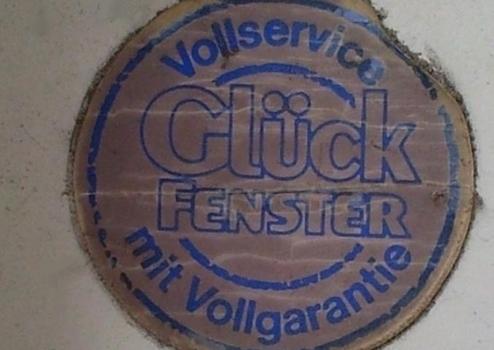 Vollservice
Glück
FENSTER
mit Vollgarantie